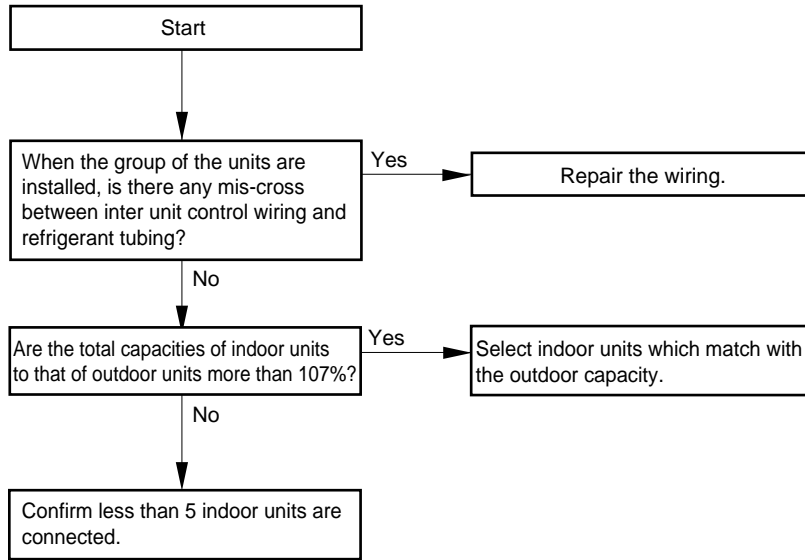 Start
When the group of the units are
installed, is there any mis-cross
between inter unit control wiring and
refrigerant tubing?
Yes
Repair the wiring.
No
Are the total capacities of indoor units
to that of outdoor units more than 107%?
Yes
Select indoor units which match with
the outdoor capacity.
No
Confirm less than 5 indoor units are
connected.